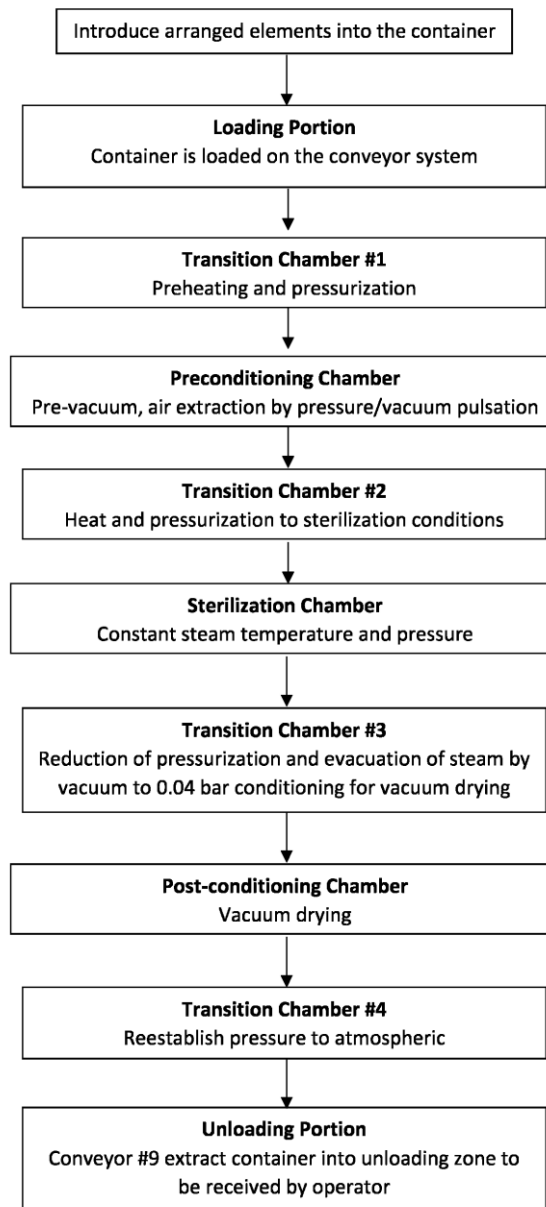 Introduce arranged elements into the container
Loading Portion
Container is loaded on the conveyor system
Transition Chamber #1
Preheating and pressurization
Preconditioning Chamber
Pre-vacuum, air extraction by pressure/vacuum pulsation
Transition Chamber #2
Heat and pressurization to sterilization conditions
Sterilization Chamber
Constant steam temperature and pressure
Transition Chamber #3
Reduction of pressurization and evacuation of steam by
vacuum to 0.04 bar conditioning for vacuum drying
Post-conditioning Chamber
Vacuum drying
Transition Chamber #4
Reestablish pressure to atmospheric
Unloading Portion
Conveyor #9 extract container into unloading zone to
be received by operator